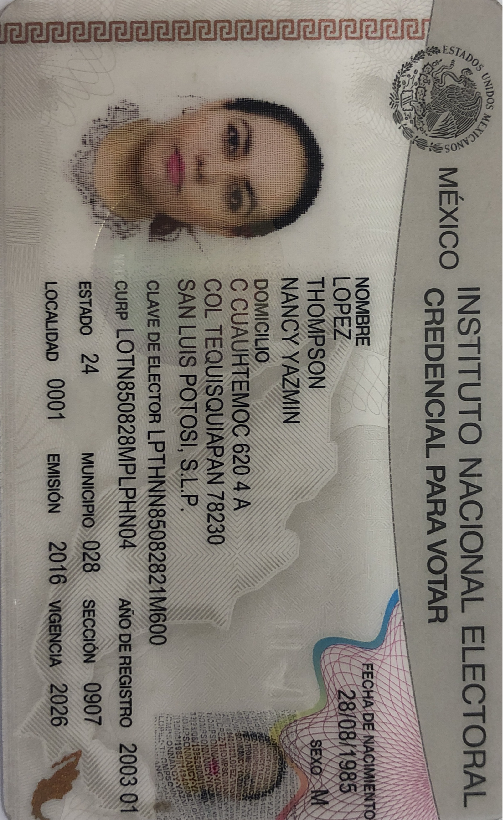 ESTADOS UNIDOS MEXICANOS
MÉXICO INSTITUTO NACIONAL ELECTORAL
CREDENCIAL PARA VOTAR
NOMBRE
LOPEZ
THOMPSON
NANCY YAZMIN
FECHA DE NACIMIENTO
28/08/1985
SEXO M
DOMICILIO
C CUAUHTEMOC 620 4 A
COL TEQUISQUIAPAN 78230
SAN LUIS POTOSI, S.L.P.
CLAVE DE ELECTOR LPTHNN85082821M600
CURP LOTN850828MPLPHN04 AÑO DE REGISTRO 2003 01
ESTADO 24 MUNICIPIO 028 SECCIÓN 0907
LOCALIDAD 0001 EMISIÓN 2016 VIGENCIA 2026